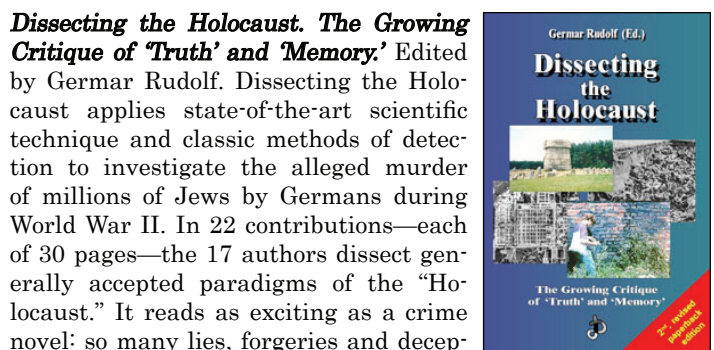 Dissecting the Holocaust. The Growing
Critique of ‘Truth’ and ‘Memory.’ Edited
by Germar Rudolf. Dissecting the Holo-
caust applies state-of-the-art scientific
technique and classic methods of detec-
tion to investigate the alleged murder
of millions of Jews by Germans during
World War II. In 22 contributions—each
of 30 pages—the 17 authors dissect gen-
erally accepted paradigms of the “Ho-
locaust.” It reads as exciting as a crime
novel: so many lies, forgeries and decep-
Germar Rudolf (Ed.)
Dissecting
the
Holocaust
The Growing Critique
of ‘Truth’ and ‘Memory’
2nd, revised
paperback
edition